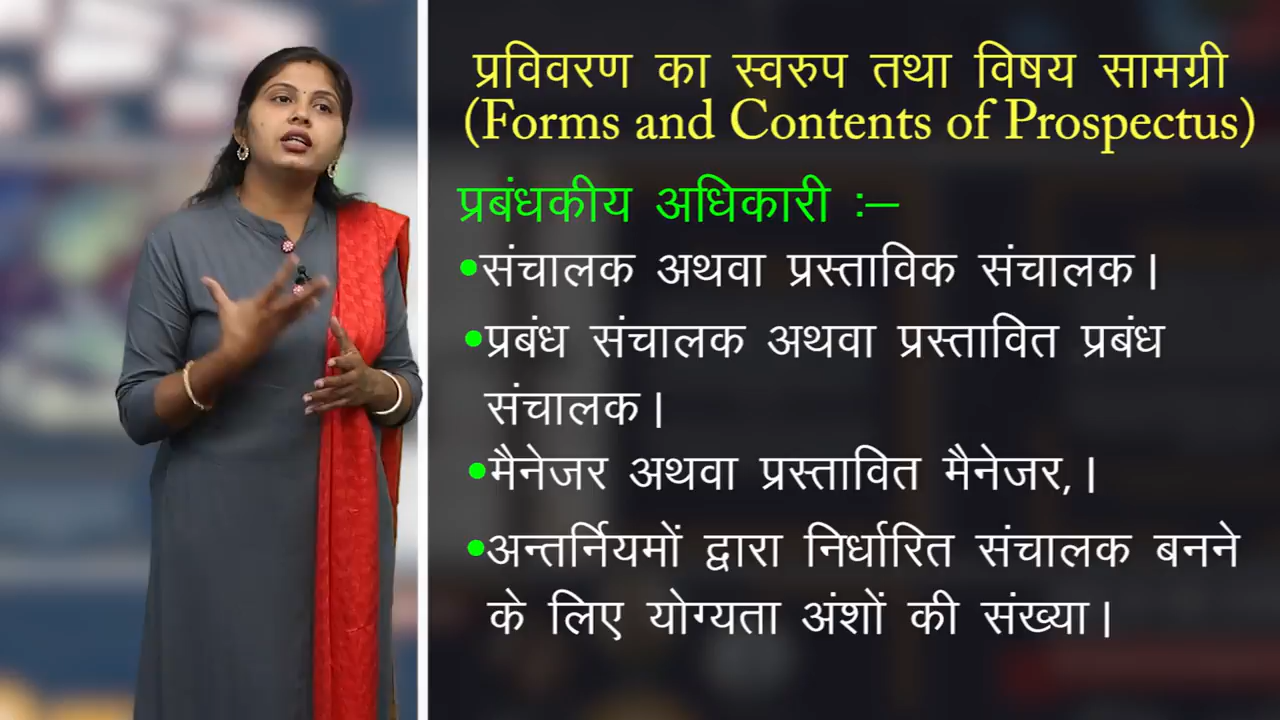 प्रविवरण का स्वरुप तथा विषय सामग्री
(Forms and Contents of Prospectus)
प्रबंधकीय अधिकारी :–
•संचालक अथवा प्रस्ताविक संचालक।
•प्रबंध संचालक अथवा प्रस्तावित प्रबंध
संचालक।
•मैनेजर अथवा प्रस्तावित मैनेजर,।
•अन्तर्नियमों द्वारा निर्धारित संचालक बनने
के लिए योग्यता अंशों की संख्या।